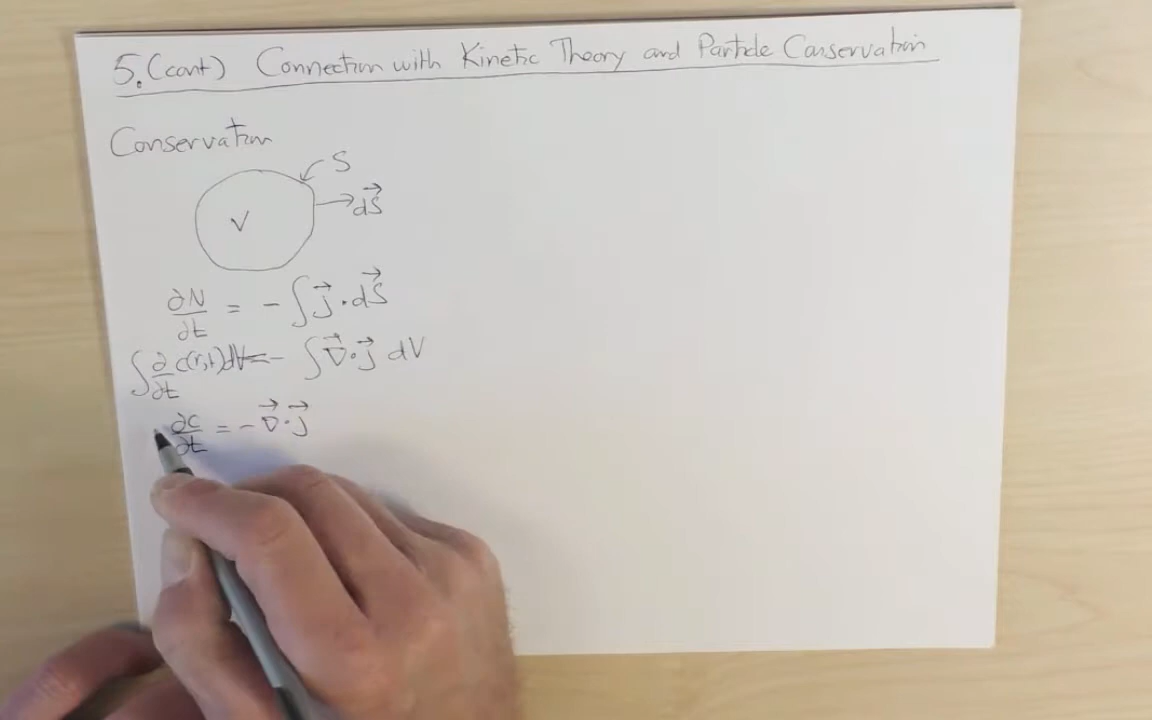 5. (cont) Connection with Kinetic Theory and Particle Conservation
Conservation
S
V
dS⃗
∂N/∂t = - ∫ j⃗ · dS⃗
∫ ∂/∂t c(r,t) dV = - ∫ ∇⃗ · j⃗ dV
∂c/∂t = - ∇⃗ · j⃗